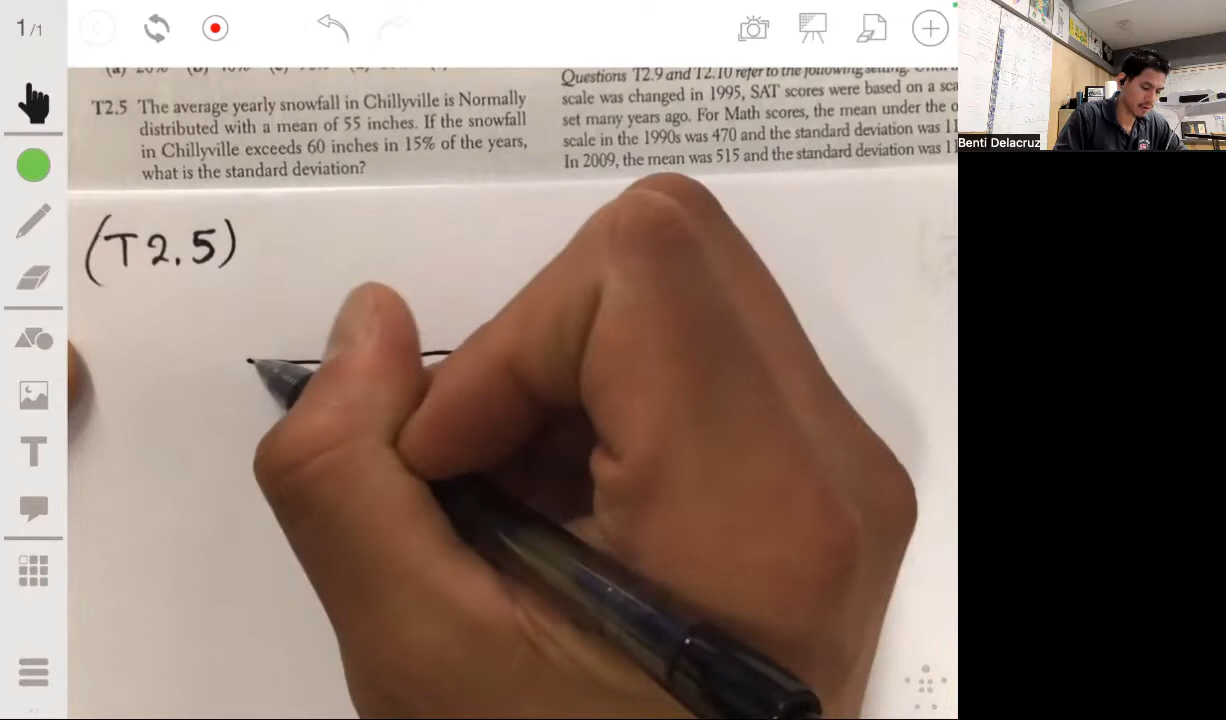 1/1
T2.5 The average yearly snowfall in Chillyville is Normally
distributed with a mean of 55 inches. If the snowfall
in Chillyville exceeds 60 inches in 15% of the years,
what is the standard deviation?
Questions T2.9 and T2.10 refer to the following setting.
scale was changed in 1995, SAT scores were based on a sca
set many years ago. For Math scores, the mean under the o
scale in the 1990s was 470 and the standard deviation was 11
In 2009, the mean was 515 and the standard deviation was 11
(T2.5)
T
Benti Delacruz